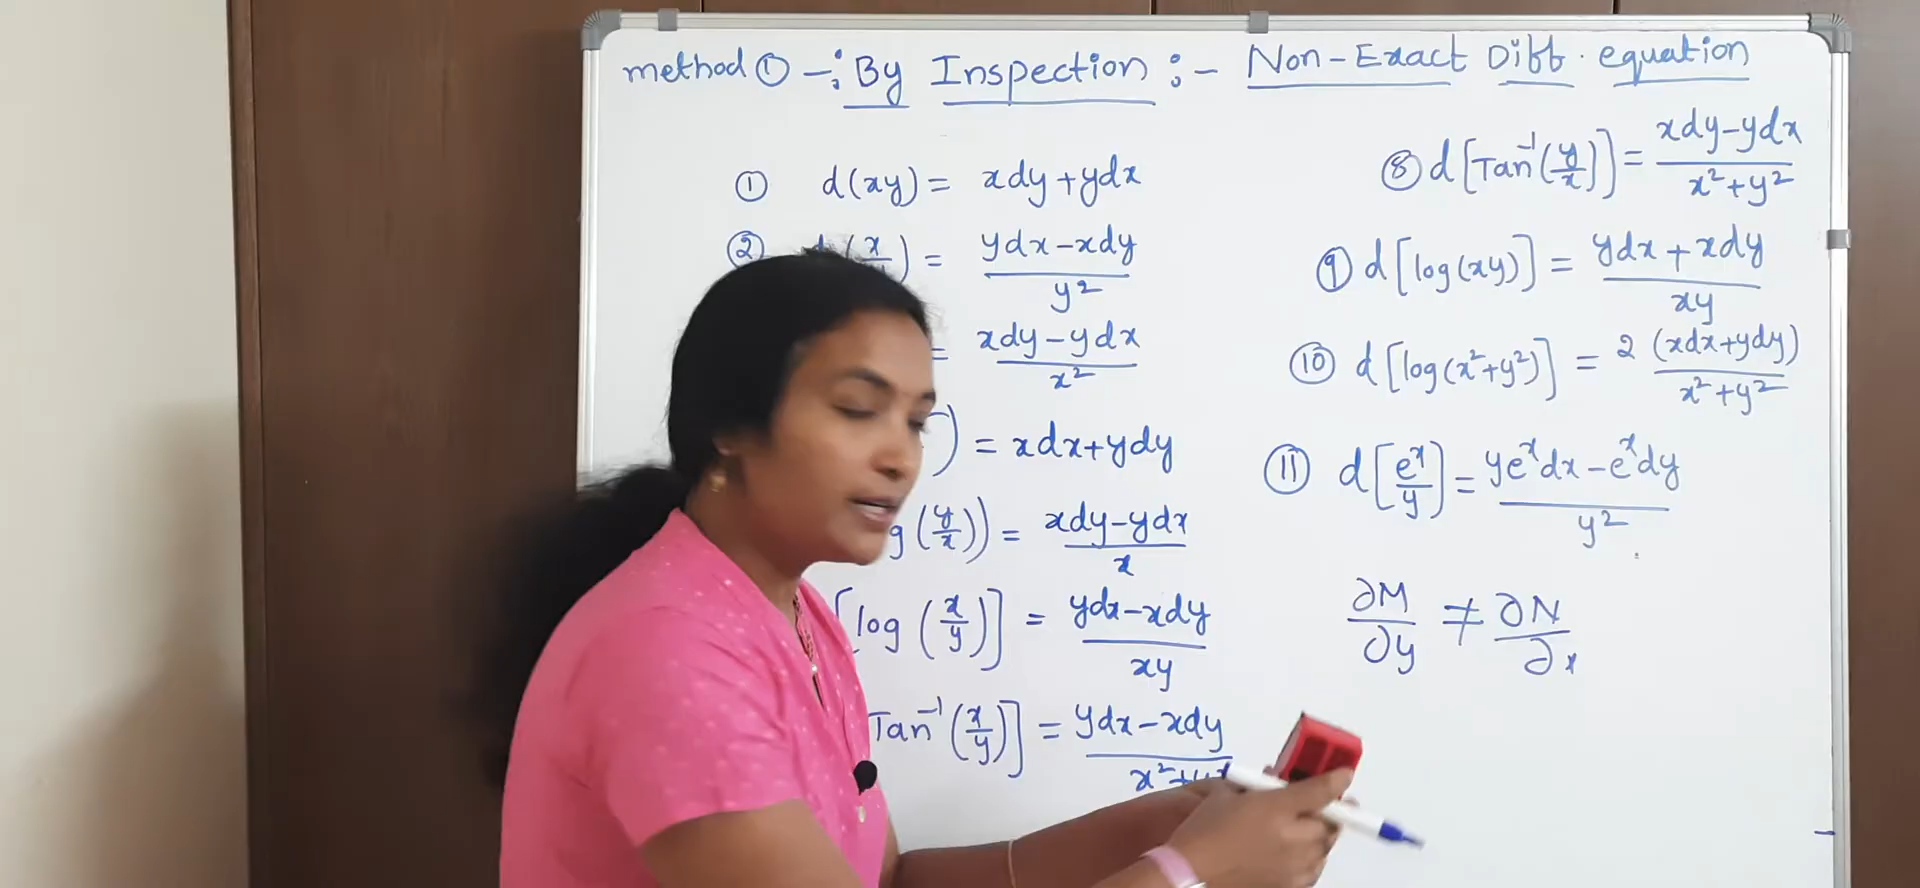 method ① -: By Inspection :- Non-Exact Diff. equation
① d(xy) = xdy+ydx
② (x/ ) = ydx-xdy / y²
= xdy-ydx / x²
) = xdx+ydy
g(y/x)) = xdy-ydx / x
[log(x/y)] = ydx-xdy / xy
Tan⁻¹(x/y)] = ydx-xdy / x²+y²
⑧ d[Tan⁻¹(y/x)] = xdy-ydx / x²+y²
⑨ d[log(xy)] = ydx+xdy / xy
⑩ d[log(x²+y²)] = 2 (xdx+ydy) / x²+y²
⑪ d[eˣ/y] = yeˣdx-eˣdy / y²
∂M/∂y ≠ ∂N/∂x